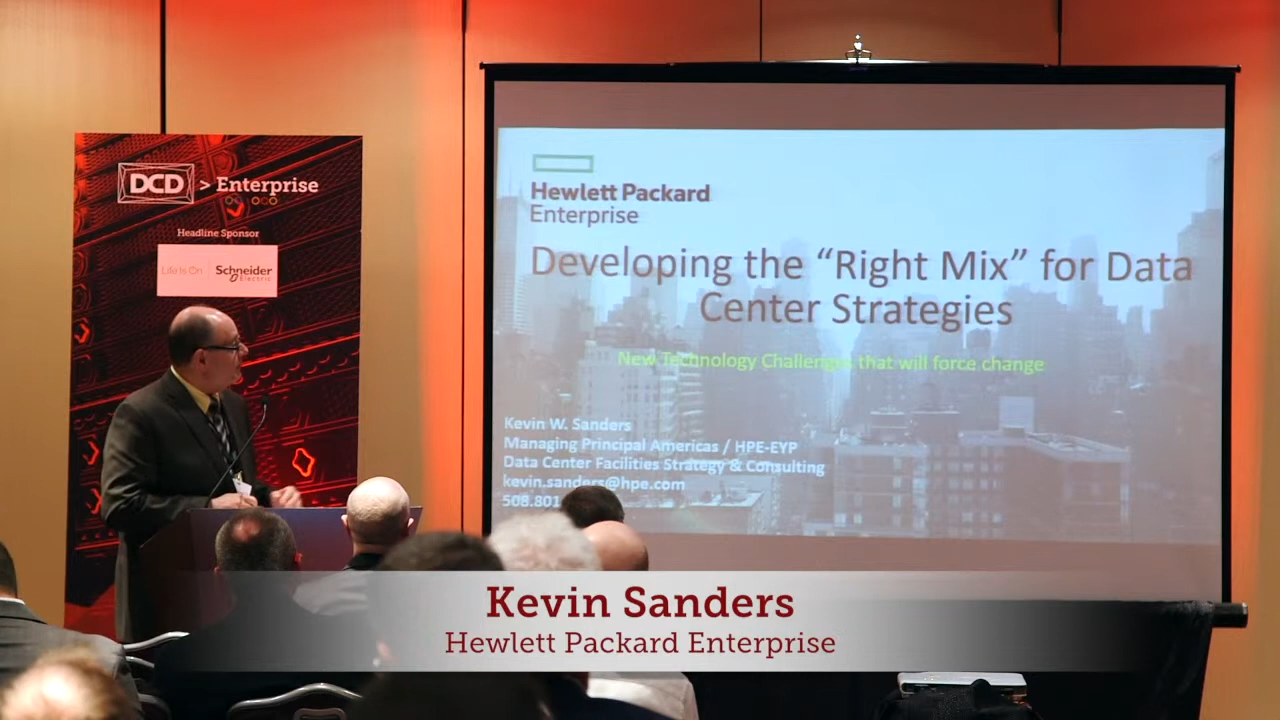 DCD > Enterprise
Headline Sponsor
Life Is On
Schneider
Electric
Hewlett Packard
Enterprise
Developing the “Right Mix” for Data
Center Strategies
New Technology Challenges that will force change
Kevin W. Sanders
Managing Principal Americas / HPE-EYP
Data Center Facilities Strategy & Consulting
kevin.sanders@hpe.com
508.801
Kevin Sanders
Hewlett Packard Enterprise